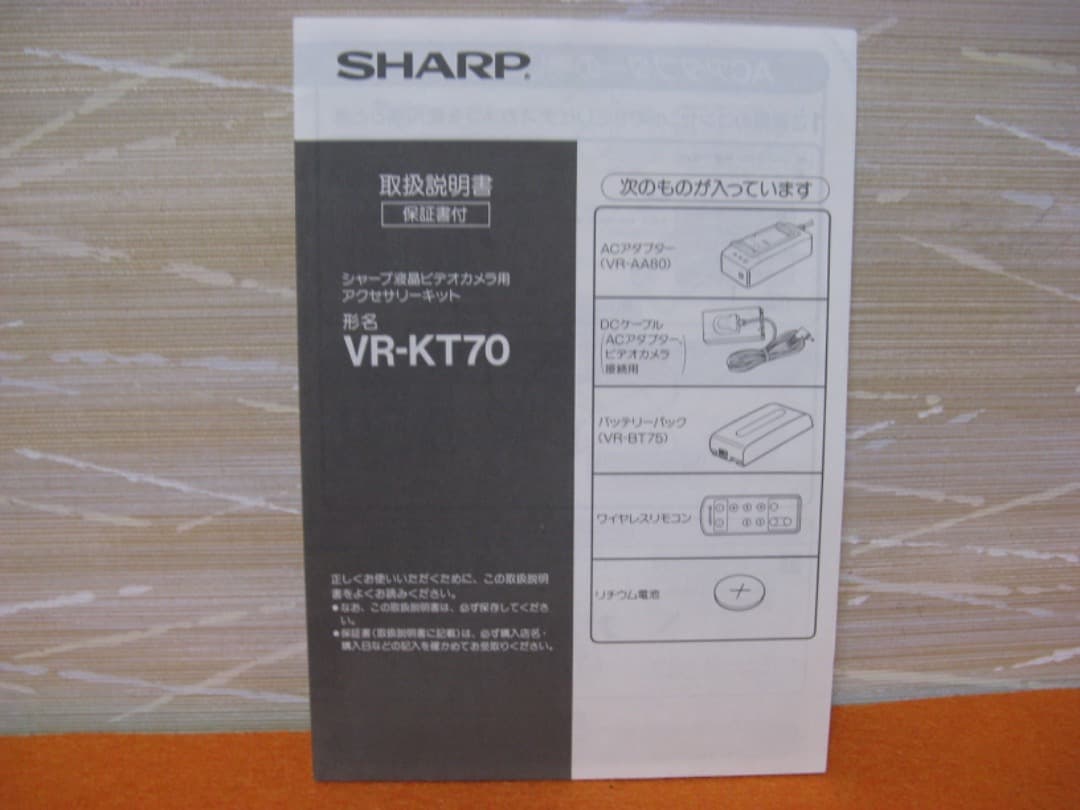 SHARP®
取扱説明書
保証書付
シャープ液晶ビデオカメラ用
アクセサリーキット
形名
VR-KT70
正しくお使いいただくために、この取扱説明
書をよくお読みください。
●なお、この取扱説明書は、必ず保存してくださ
い。
●保証書(取扱説明書に記載)は、必ず購入店名・
購入日などの記入を確かめてお受取りください。
次のものが入っています
ACアダプター
(VR-AA80)
DCケーブル
(ACアダプター、
ビデオカメラ
接続用)
バッテリーパック
(VR-BT75)
ワイヤレスリモコン
リチウム電池